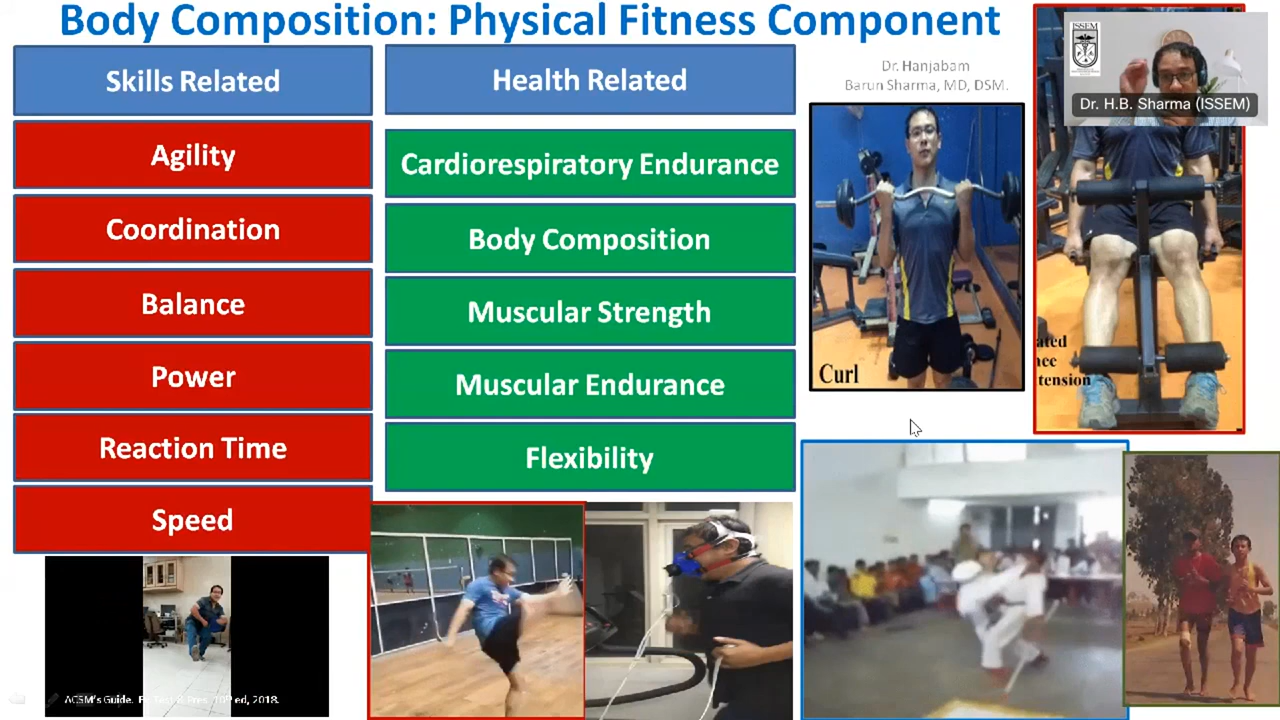 Body Composition: Physical Fitness Component
Skills Related
Agility
Coordination
Balance
Power
Reaction Time
Speed
Health Related
Cardiorespiratory Endurance
Body Composition
Muscular Strength
Muscular Endurance
Flexibility
Dr. Hanjabam
Barun Sharma, MD, DSM.
ISSEM
Dr. H.B. Sharma (ISSEM)
Curl
ated
nee
tension
ACSM's Guide. 2018.